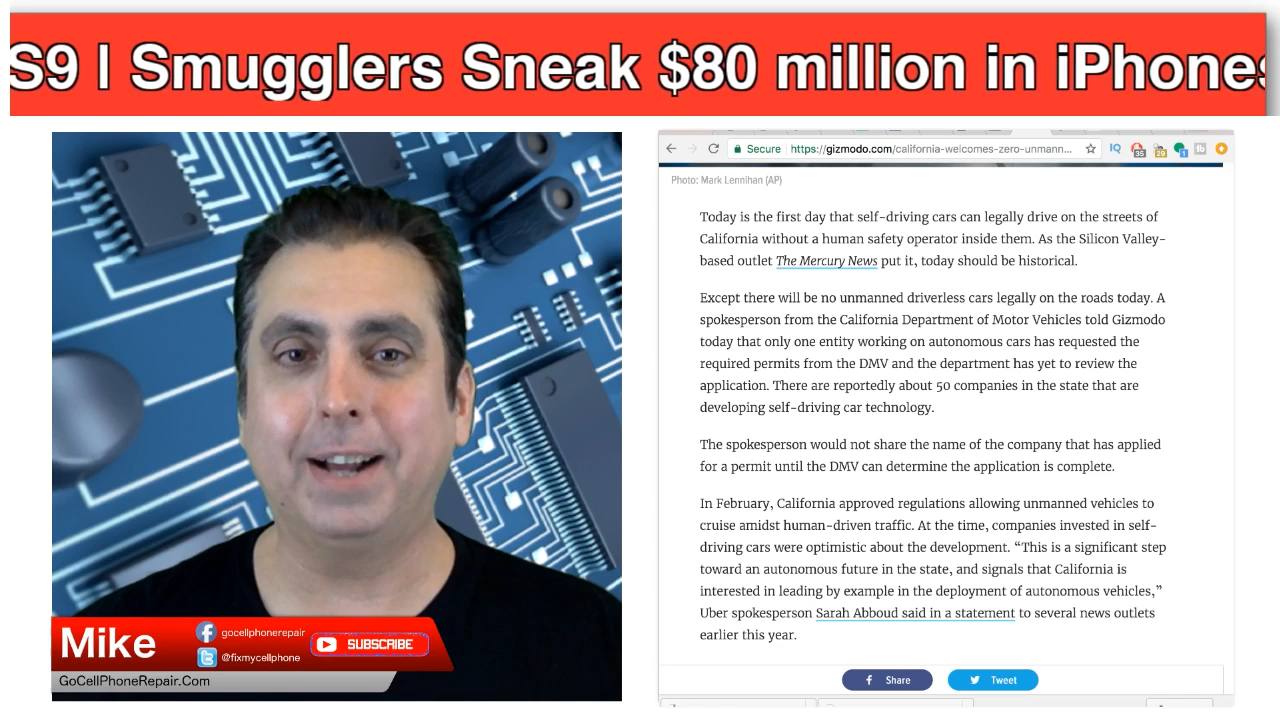 S9 | Smugglers Sneak $80 million in iPhones
Secure | https://gizmodo.com/california-welcomes-zero-unmann...
IQ
35
29
1
Photo: Mark Lennihan (AP)
Today is the first day that self-driving cars can legally drive on the streets of
California without a human safety operator inside them. As the Silicon Valley-
based outlet The Mercury News put it, today should be historical.
Except there will be no unmanned driverless cars legally on the roads today. A
spokesperson from the California Department of Motor Vehicles told Gizmodo
today that only one entity working on autonomous cars has requested the
required permits from the DMV and the department has yet to review the
application. There are reportedly about 50 companies in the state that are
developing self-driving car technology.
The spokesperson would not share the name of the company that has applied
for a permit until the DMV can determine the application is complete.
In February, California approved regulations allowing unmanned vehicles to
cruise amidst human-driven traffic. At the time, companies invested in self-
driving cars were optimistic about the development. “This is a significant step
toward an autonomous future in the state, and signals that California is
interested in leading by example in the deployment of autonomous vehicles,”
Uber spokesperson Sarah Abboud said in a statement to several news outlets
earlier this year.
Share
Tweet
Mike
gocellphonerepair
@fixmycellphone
SUBSCRIBE
GoCellPhoneRepair.Com